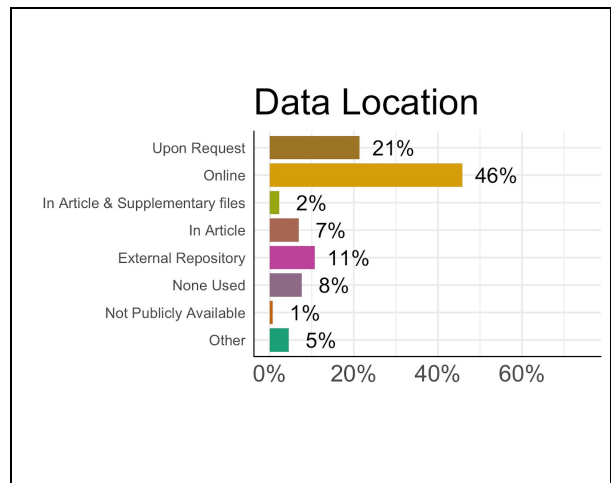 Data Location
Upon Request 21%
Online 46%
In Article & Supplementary files 2%
In Article 7%
External Repository 11%
None Used 8%
Not Publicly Available 1%
Other 5%
0% 20% 40% 60%